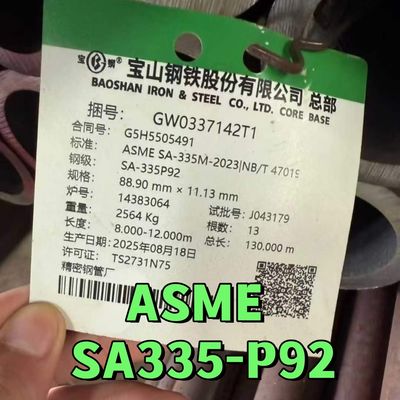 宝 钢 宝山钢铁股份有限公司 总部
BAOSHAN IRON & STEEL CO., LTD. CORE BASE
捆号: GW0337142T1
合同号: G5H5505491
标准: ASME SA-335M-2023|NB/T 47019
钢级: SA-335P92
规格: 88.90 mm × 11.13 mm
炉号: 14383064 试批号: J043179
重量: 2564 Kg 根数: 13
长度: 8.000-12.000m 总长: 130.000 m
生产日期: 2025年08月18日
许可证: TS2731N75
精密钢管厂
ASME
SA335-P92